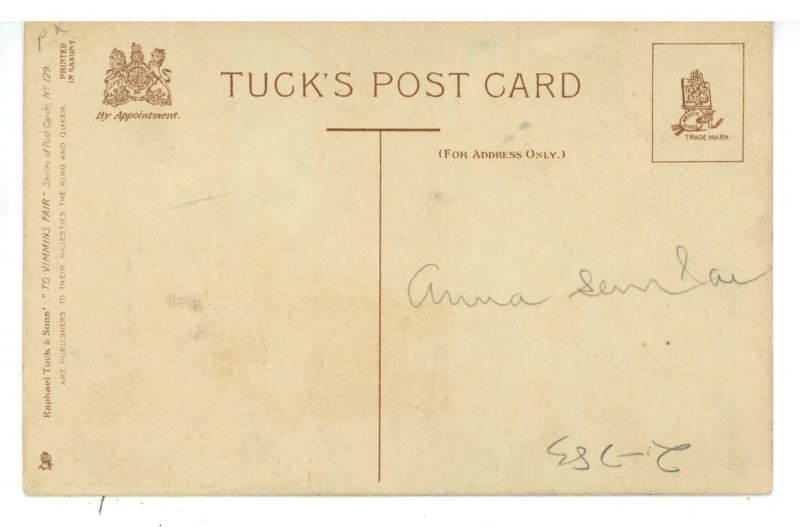 P X
Raphael Tuck & Sons' "TO VIMMINS FAIR" Series of Post Cards, Nº 129
ART PUBLISHERS TO THEIR MAJESTIES THE KING AND QUEEN
PRINTED
IN SAXONY.
By Appointment.
TUCK'S POST CARD
(FOR ADDRESS ONLY.)
TRADE MARK
Anna